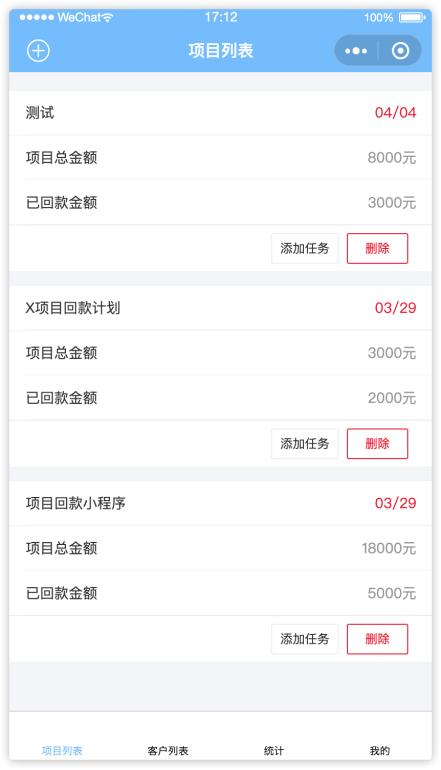 WeChat 17:12 100%
项目列表
测试 04/04
项目总金额 8000元
已回款金额 3000元
添加任务 删除
X项目回款计划 03/29
项目总金额 3000元
已回款金额 2000元
添加任务 删除
项目回款小程序 03/29
项目总金额 18000元
已回款金额 5000元
添加任务 删除
项目列表 客户列表 统计 我的